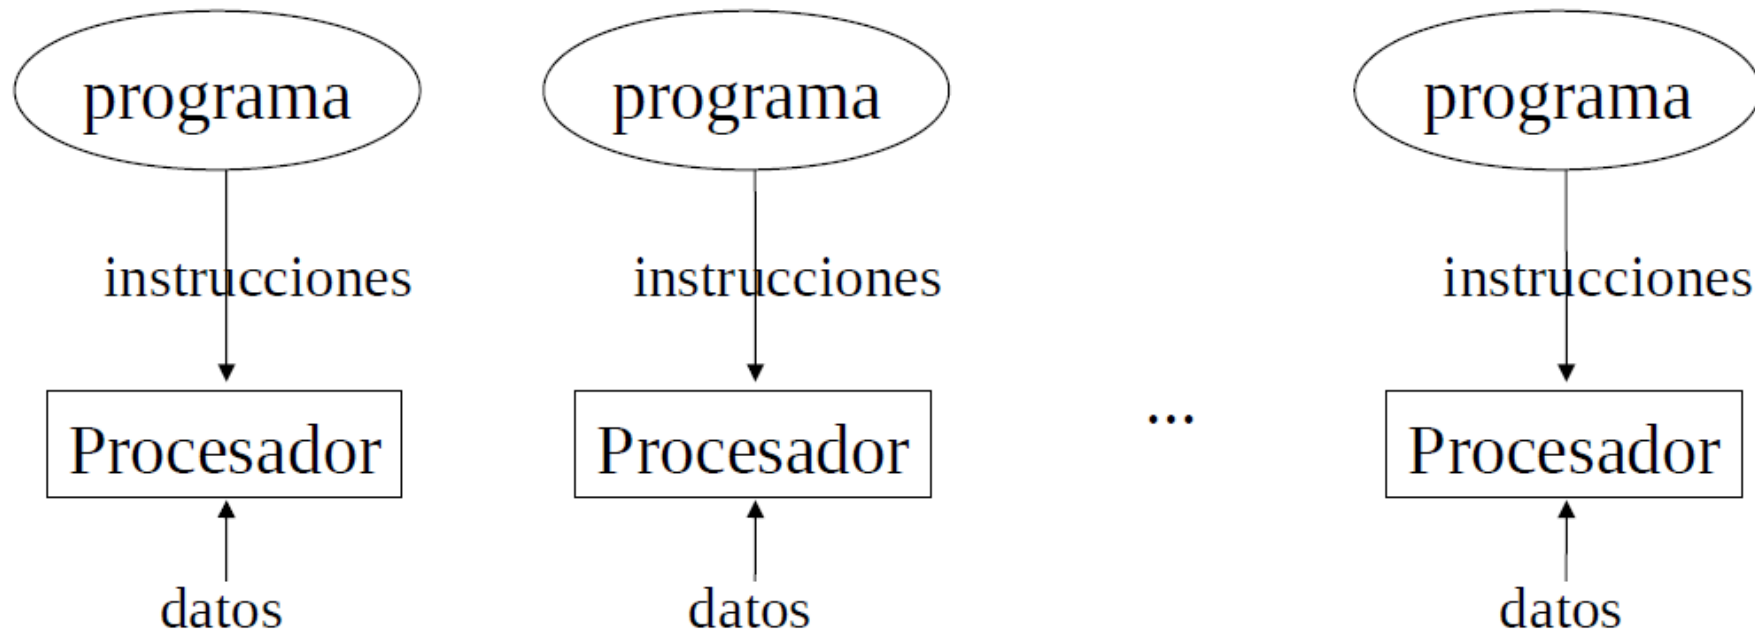 programa programa programa
instrucciones instrucciones instrucciones
...
Procesador Procesador Procesador
datos datos datos